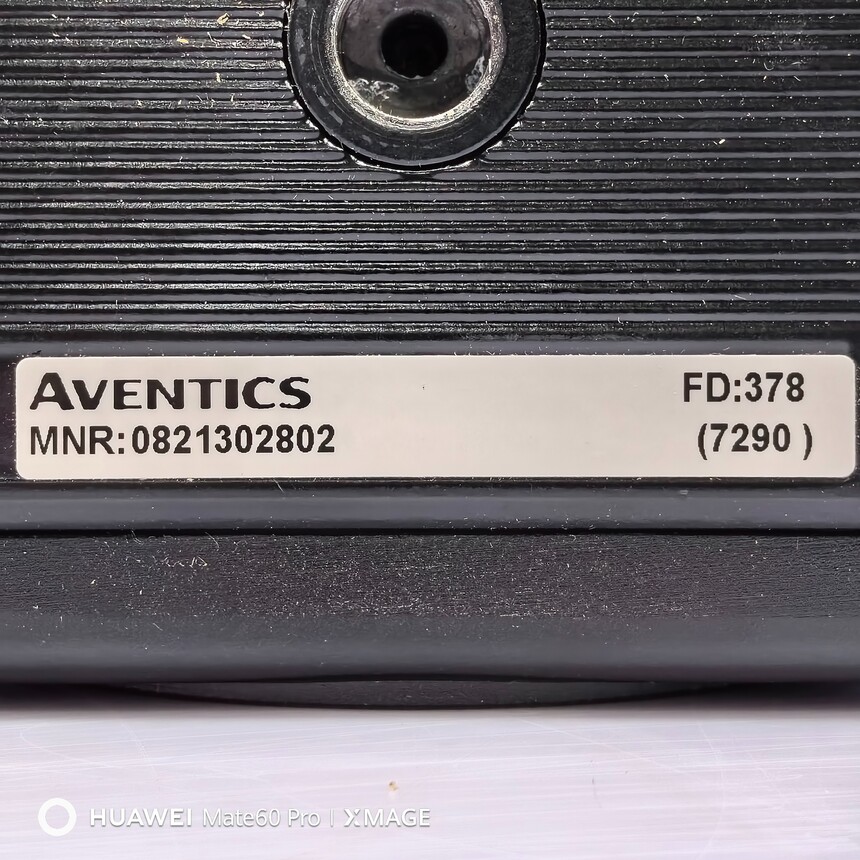 AVENTICS
MNR:0821302802
FD:378
(7290 )
HUAWEI Mate60 Pro | XMAGE